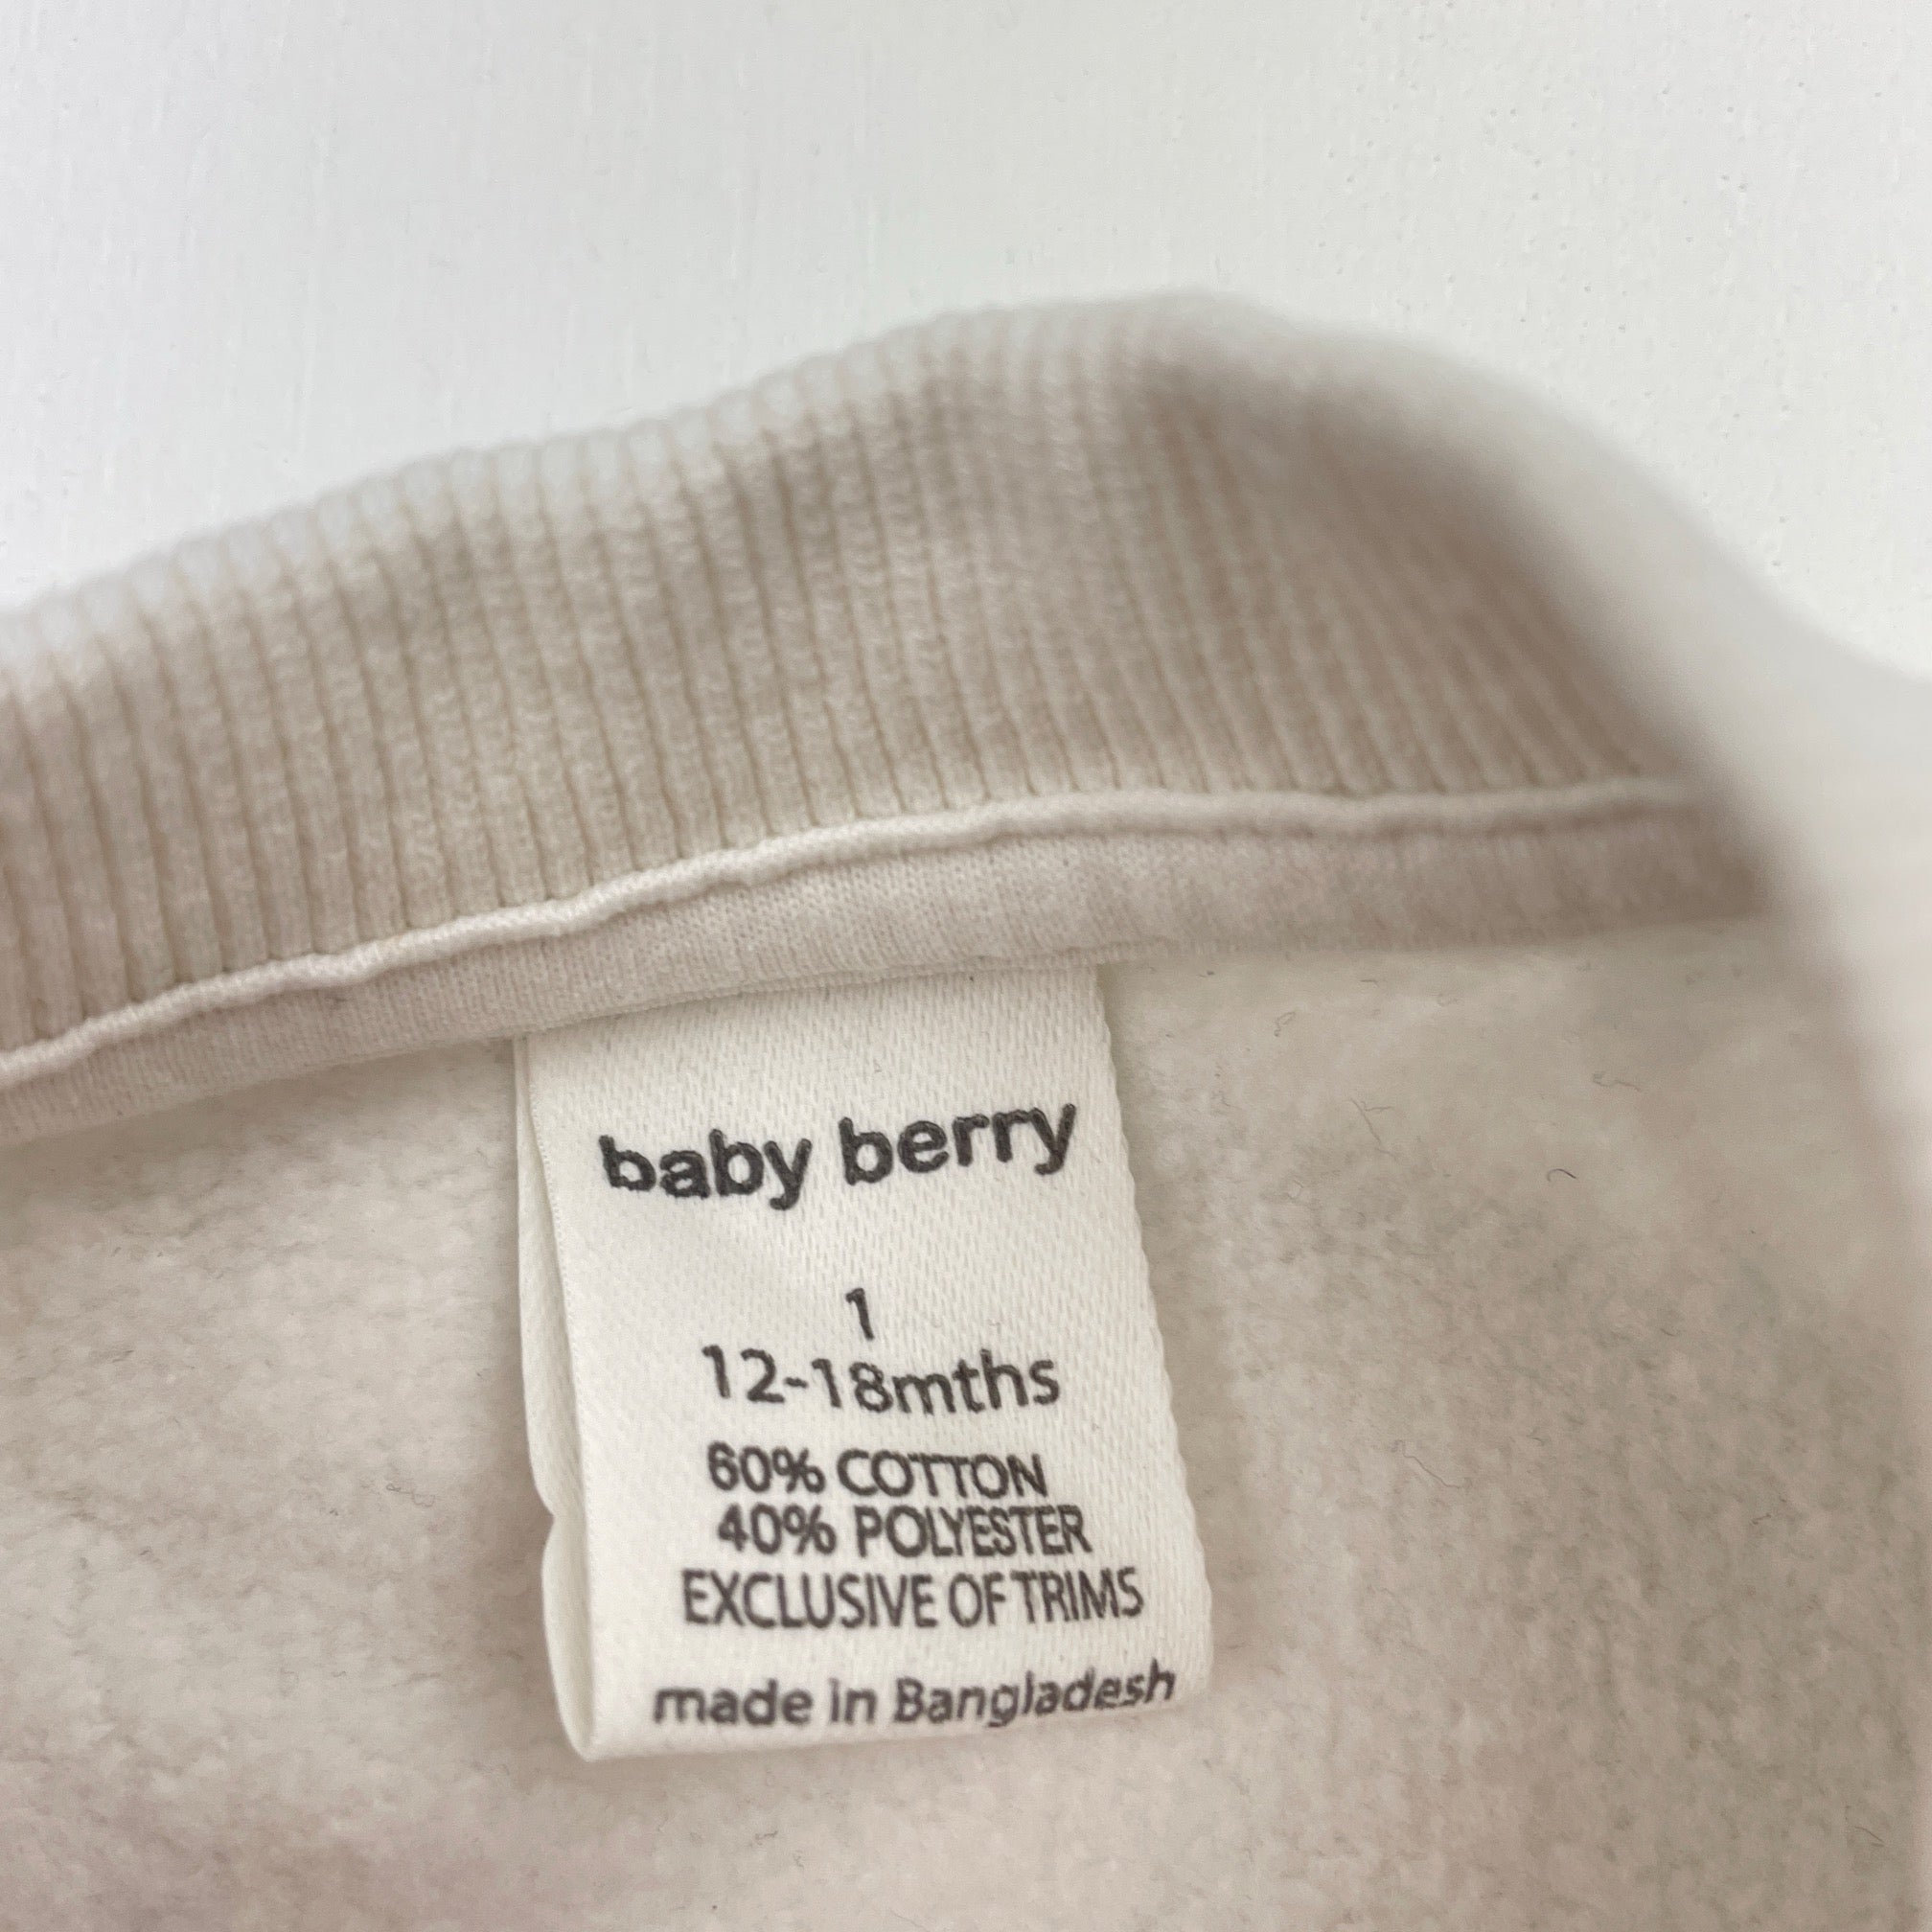 baby berry
1
12-18mths
60% COTTON
40% POLYESTER
EXCLUSIVE OF TRIMS
made in Bangladesh